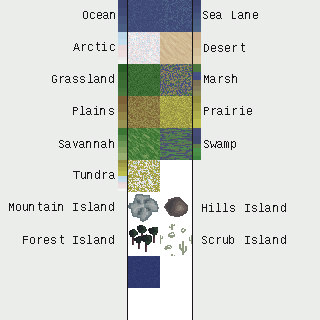 Ocean Sea Lane
Arctic Desert
Grassland Marsh
Plains Prairie
Savannah Swamp
Tundra
Mountain Island Hills Island
Forest Island Scrub Island